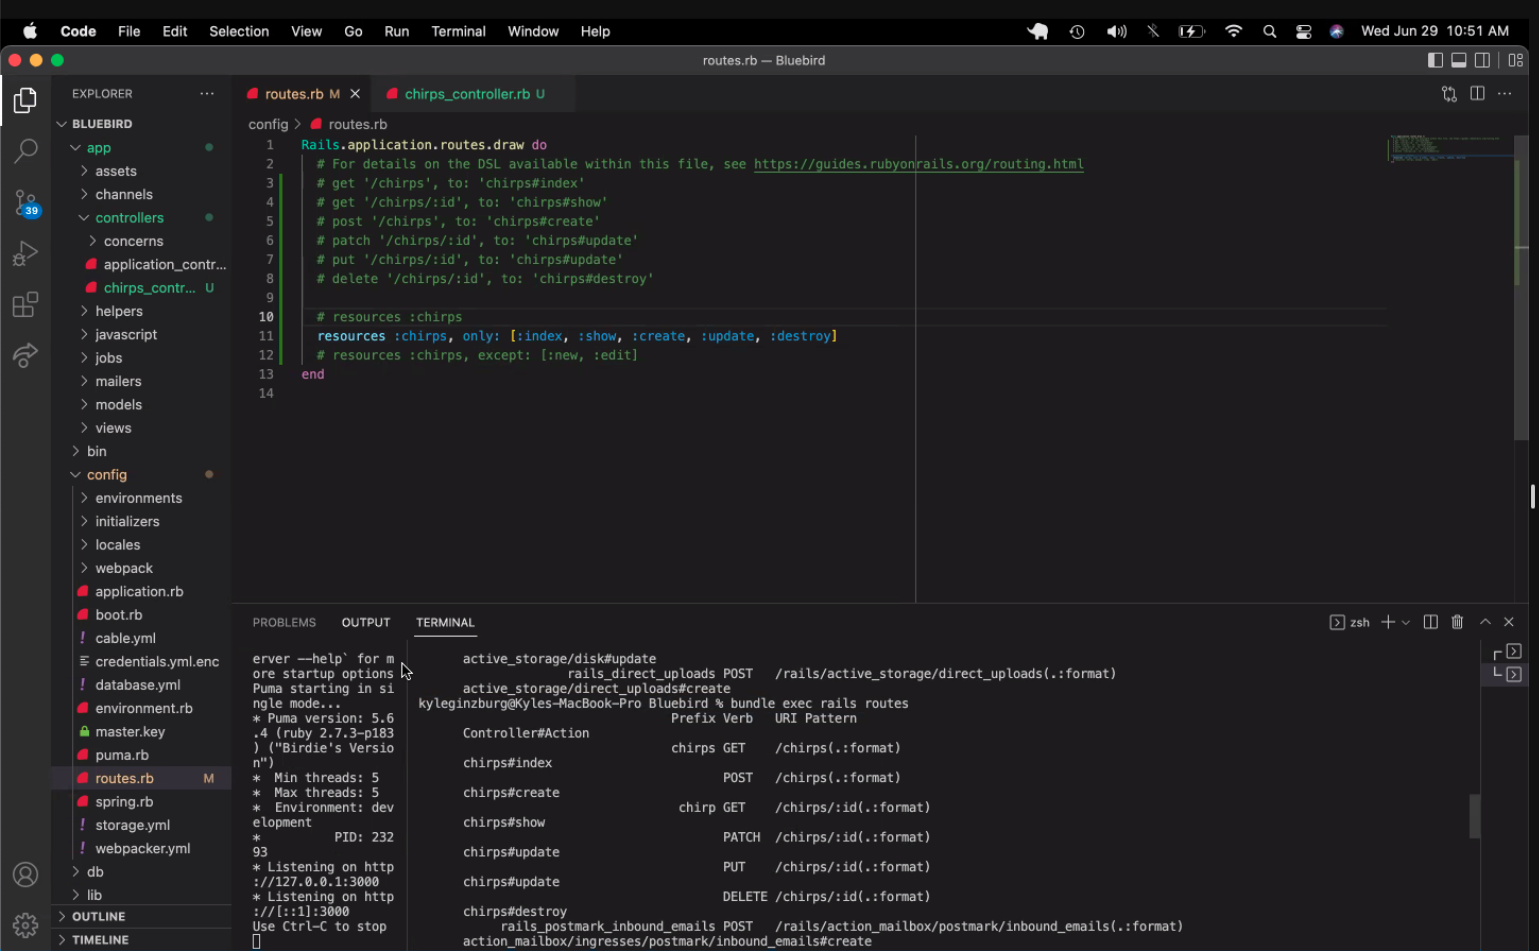 Code File Edit Selection View Go Run Terminal Window Help Wed Jun 29 10:51 AM
routes.rb — Bluebird
EXPLORER
routes.rb M
chirps_controller.rb U
BLUEBIRD
app
assets
channels
controllers
concerns
application_contr...
chirps_contr... U
helpers
javascript
jobs
mailers
models
views
bin
config
environments
initializers
locales
webpack
application.rb
boot.rb
cable.yml
credentials.yml.enc
database.yml
environment.rb
master.key
puma.rb
routes.rb M
spring.rb
storage.yml
webpacker.yml
db
lib
OUTLINE
TIMELINE
39
config > routes.rb
1 Rails.application.routes.draw do
2 # For details on the DSL available within this file, see https://guides.rubyonrails.org/routing.html
3 # get '/chirps', to: 'chirps#index'
4 # get '/chirps/:id', to: 'chirps#show'
5 # post '/chirps', to: 'chirps#create'
6 # patch '/chirps/:id', to: 'chirps#update'
7 # put '/chirps/:id', to: 'chirps#update'
8 # delete '/chirps/:id', to: 'chirps#destroy'
9
10 # resources :chirps
11 resources :chirps, only: [:index, :show, :create, :update, :destroy]
12 # resources :chirps, except: [:new, :edit]
13 end
14
PROBLEMS OUTPUT TERMINAL
zsh
erver --help` for m
ore startup options
Puma starting in si
ngle mode...
* Puma version: 5.6
.4 (ruby 2.7.3-p183
) ("Birdie's Versio
n")
* Min threads: 5
* Max threads: 5
* Environment: dev
elopment
* PID: 232
93
* Listening on http
://127.0.0.1:3000
* Listening on http
://[::1]:3000
Use Ctrl-C to stop
active_storage/disk#update
rails_direct_uploads POST /rails/active_storage/direct_uploads(.:format)
active_storage/direct_uploads#create
kyleginzburg@Kyles-MacBook-Pro Bluebird % bundle exec rails routes
Prefix Verb URI Pattern
Controller#Action
chirps GET /chirps(.:format)
chirps#index
POST /chirps(.:format)
chirps#create
chirp GET /chirps/:id(.:format)
chirps#show
PATCH /chirps/:id(.:format)
chirps#update
PUT /chirps/:id(.:format)
chirps#update
DELETE /chirps/:id(.:format)
chirps#destroy
rails_postmark_inbound_emails POST /rails/action_mailbox/postmark/inbound_emails(.:format)
action_mailbox/ingresses/postmark/inbound_emails#create